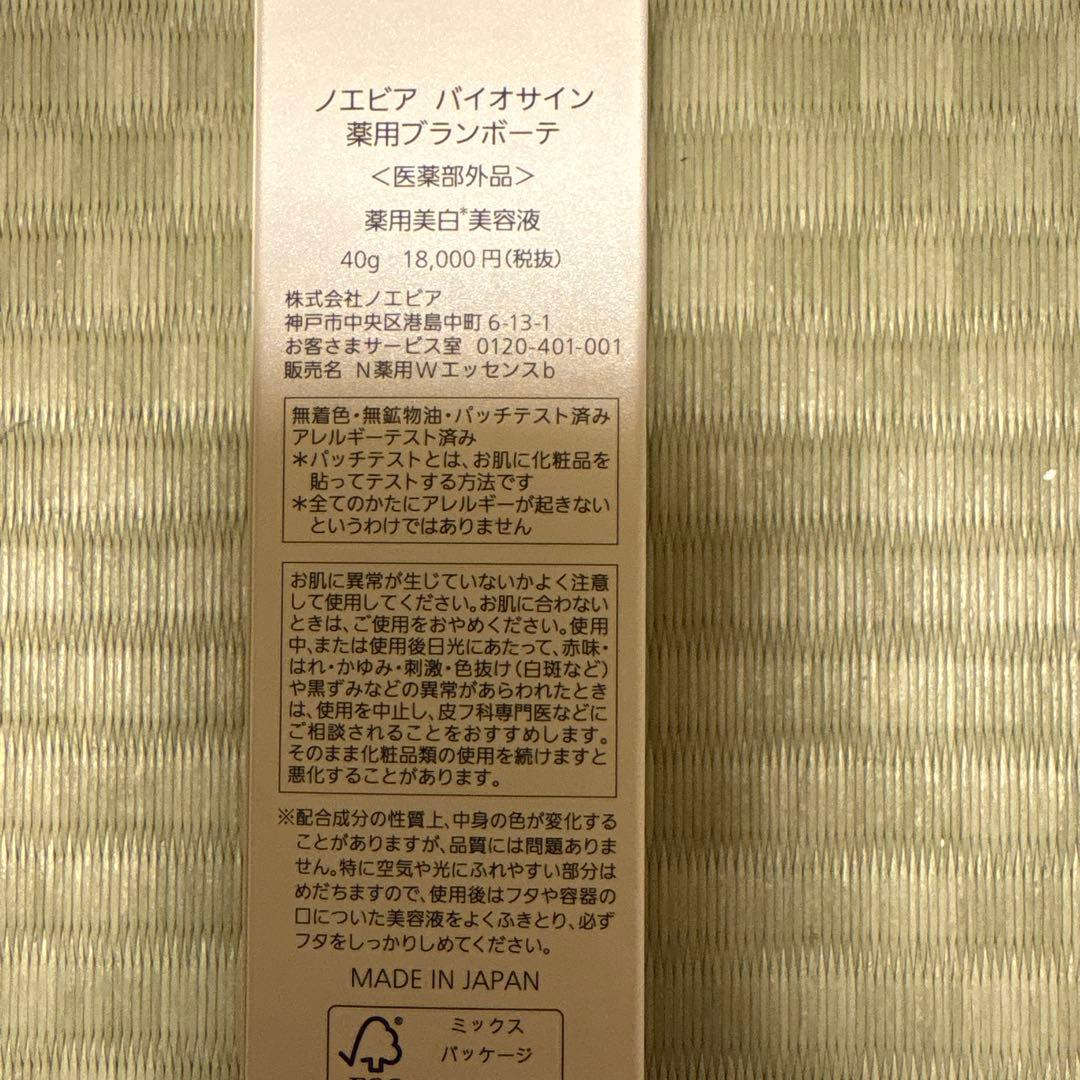 ノエビア バイオサイン
薬用ブランボーテ
＜医薬部外品＞
薬用美白*美容液
40g 18,000円(税抜)
株式会社ノエビア
神戸市中央区港島中町6-13-1
お客さまサービス室 0120-401-001
販売名 N薬用Wエッセンスb
無着色・無鉱物油・パッチテスト済み
アレルギーテスト済み
＊パッチテストとは、お肌に化粧品を
貼ってテストする方法です
＊全てのかたにアレルギーが起きない
というわけではありません
お肌に異常が生じていないかよく注意
して使用してください。お肌に合わない
ときは、ご使用をおやめください。使用
中、または使用後日光にあたって、赤味・
はれ・かゆみ・刺激・色抜け(白斑など)
や黒ずみなどの異常があらわれたとき
は、使用を中止し、皮フ科専門医などに
ご相談されることをおすすめします。
そのまま化粧品類の使用を続けますと
悪化することがあります。
※配合成分の性質上、中身の色が変化する
ことがありますが、品質には問題ありま
せん。特に空気や光にふれやすい部分は
めだちますので、使用後はフタや容器の
口についた美容液をよくふきとり、必ず
フタをしっかりしめてください。
MADE IN JAPAN
ミックス
パッケージ